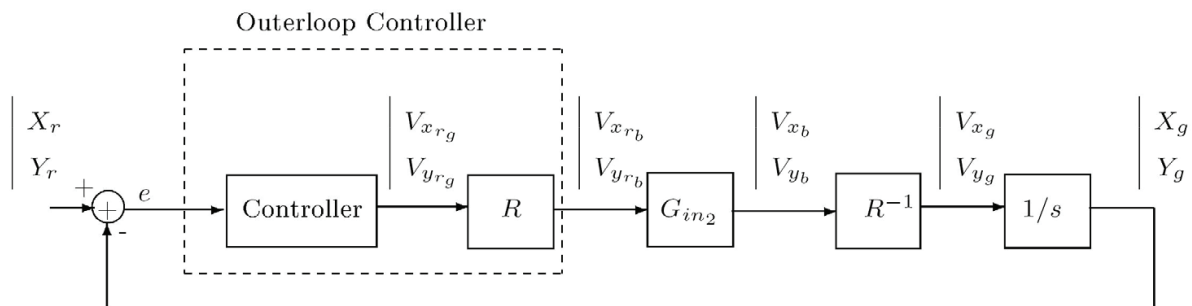 Outerloop Controller
X_r
Y_r
V_{x_{r_g}}
V_{y_{r_g}}
V_{x_{r_b}}
V_{y_{r_b}}
V_{x_b}
V_{y_b}
V_{x_g}
V_{y_g}
X_g
Y_g
+
+
-
e
Controller
R
G_{in_2}
R^{-1}
1/s